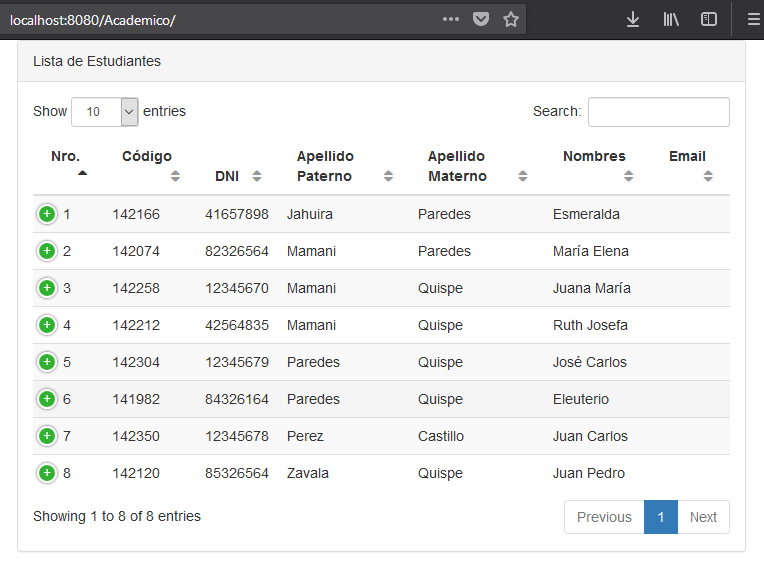 localhost:8080/Academico/
Lista de Estudiantes
Show 10 entries Search:
Nro. Código DNI Apellido Paterno Apellido Materno Nombres Email
1 142166 41657898 Jahuira Paredes Esmeralda
2 142074 82326564 Mamani Paredes María Elena
3 142258 12345670 Mamani Quispe Juana María
4 142212 42564835 Mamani Quispe Ruth Josefa
5 142304 12345679 Paredes Quispe José Carlos
6 141982 84326164 Paredes Quispe Eleuterio
7 142350 12345678 Perez Castillo Juan Carlos
8 142120 85326564 Zavala Quispe Juan Pedro
Showing 1 to 8 of 8 entries Previous 1 Next